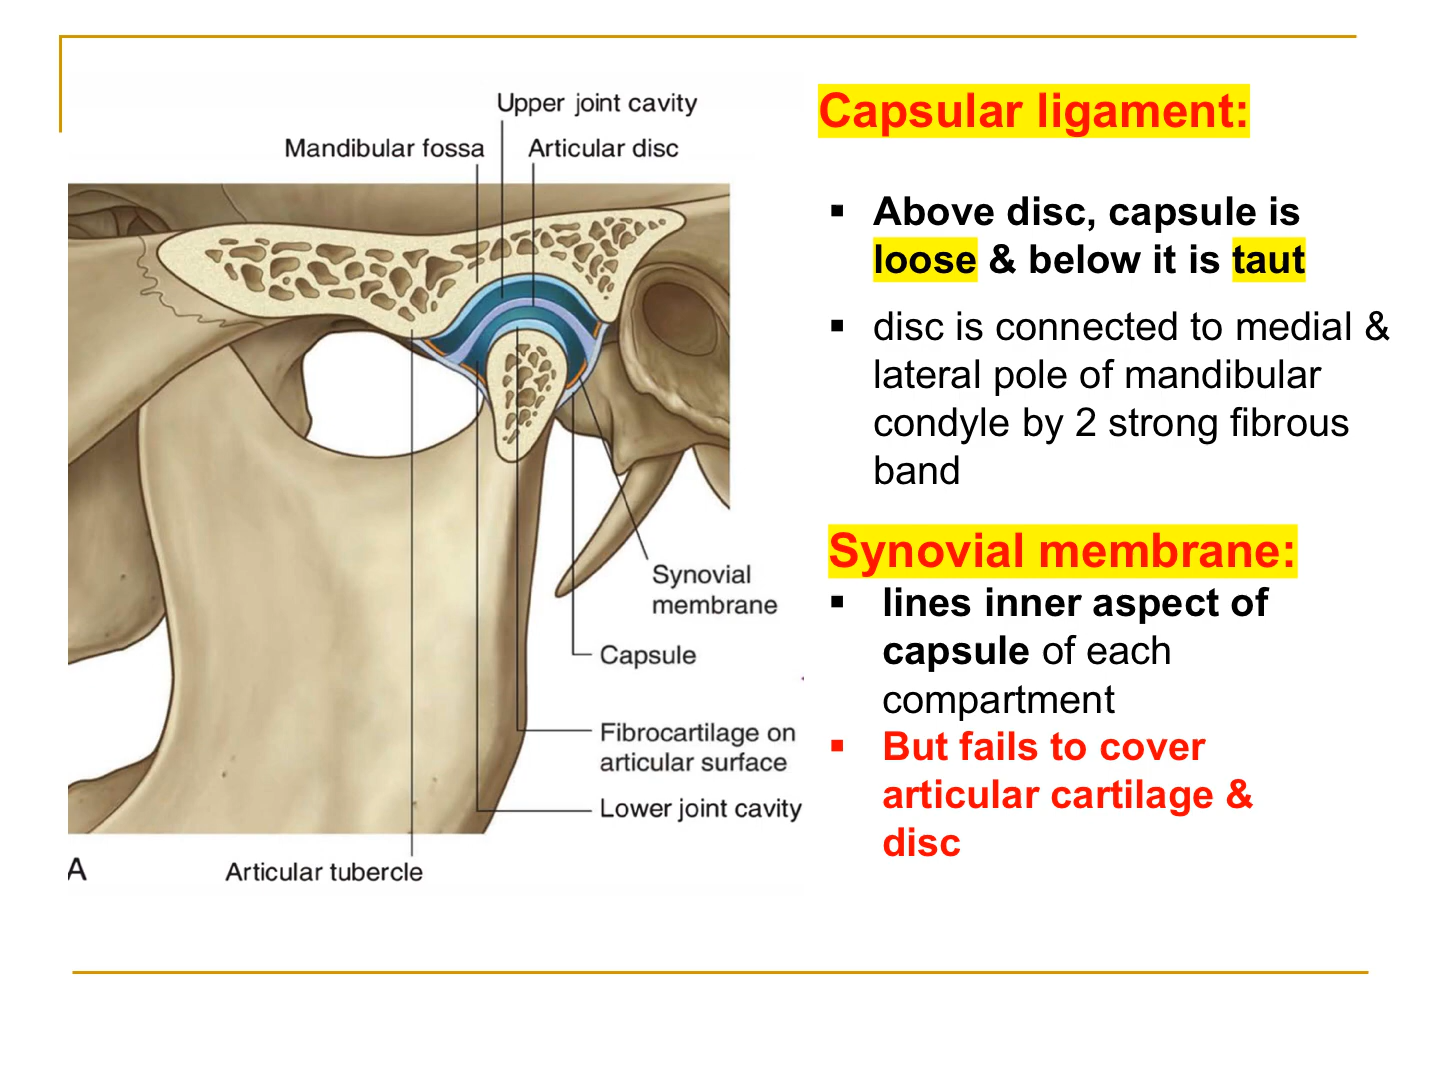 Upper joint cavity
Mandibular fossa
Articular disc
Synovial
membrane
Capsule
Fibrocartilage on
articular surface
Lower joint cavity
A
Articular tubercle
Capsular ligament:
▪ Above disc, capsule is
loose & below it is taut
▪ disc is connected to medial &
lateral pole of mandibular
condyle by 2 strong fibrous
band
Synovial membrane:
▪ lines inner aspect of
capsule of each
compartment
▪ But fails to cover
articular cartilage &
disc